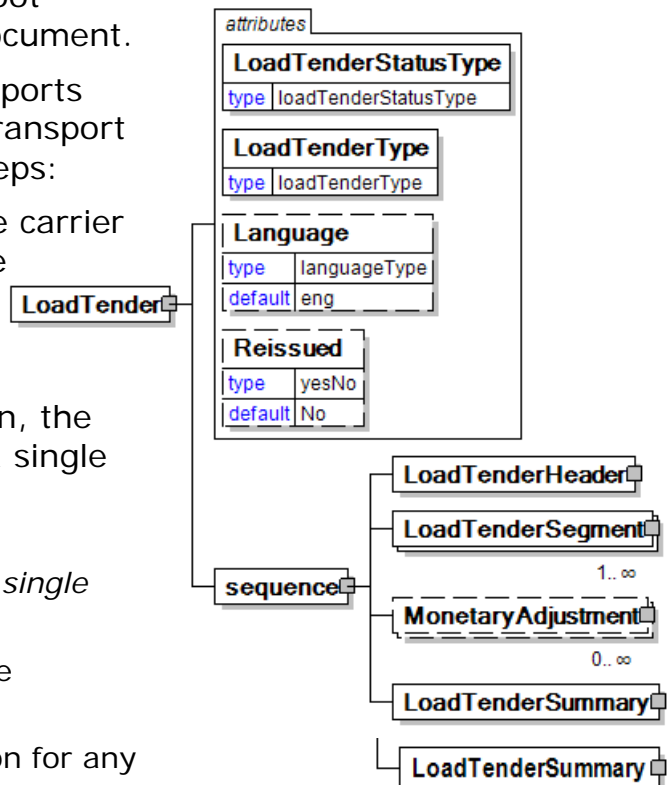 oot
ocument.
ports
ransport
eps:
e carrier
e
n, the
single
single
e
on for any
attributes
LoadTenderStatusType
type loadTenderStatusType
LoadTenderType
type loadTenderType
Language
type languageType
default eng
Reissued
type yesNo
default No
LoadTender
sequence
LoadTenderHeader
LoadTenderSegment
1.. ∞
MonetaryAdjustment
0.. ∞
LoadTenderSummary
LoadTenderSummary